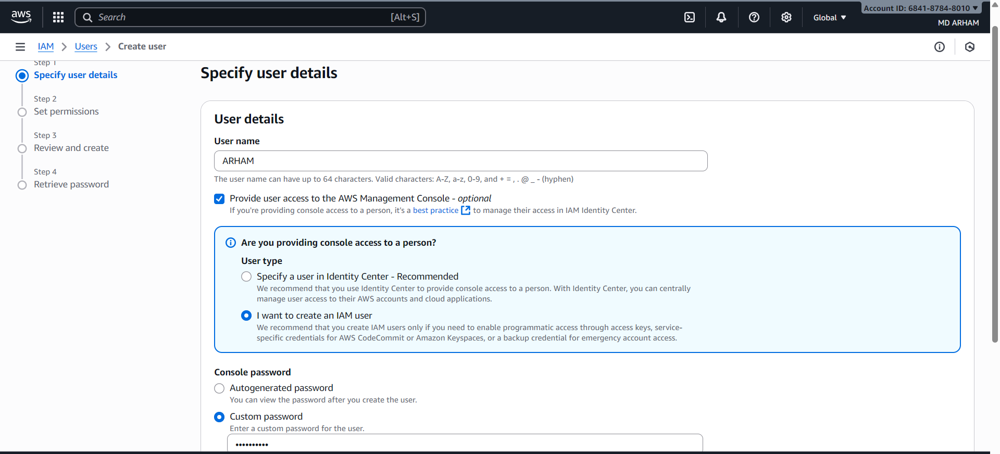 aws
Search [Alt+S]
Global
Account ID: 6841-8784-8010
MD ARHAM
IAM > Users > Create user
Step 1
Specify user details
Step 2
Set permissions
Step 3
Review and create
Step 4
Retrieve password
Specify user details
User details
User name
ARHAM
The user name can have up to 64 characters. Valid characters: A-Z, a-z, 0-9, and + = , . @ _ - (hyphen)
Provide user access to the AWS Management Console - optional
If you're providing console access to a person, it's a best practice to manage their access in IAM Identity Center.
Are you providing console access to a person?
User type
Specify a user in Identity Center - Recommended
We recommend that you use Identity Center to provide console access to a person. With Identity Center, you can centrally
manage user access to their AWS accounts and cloud applications.
I want to create an IAM user
We recommend that you create IAM users only if you need to enable programmatic access through access keys, service-
specific credentials for AWS CodeCommit or Amazon Keyspaces, or a backup credential for emergency account access.
Console password
Autogenerated password
You can view the password after you create the user.
Custom password
Enter a custom password for the user.
••••••••••